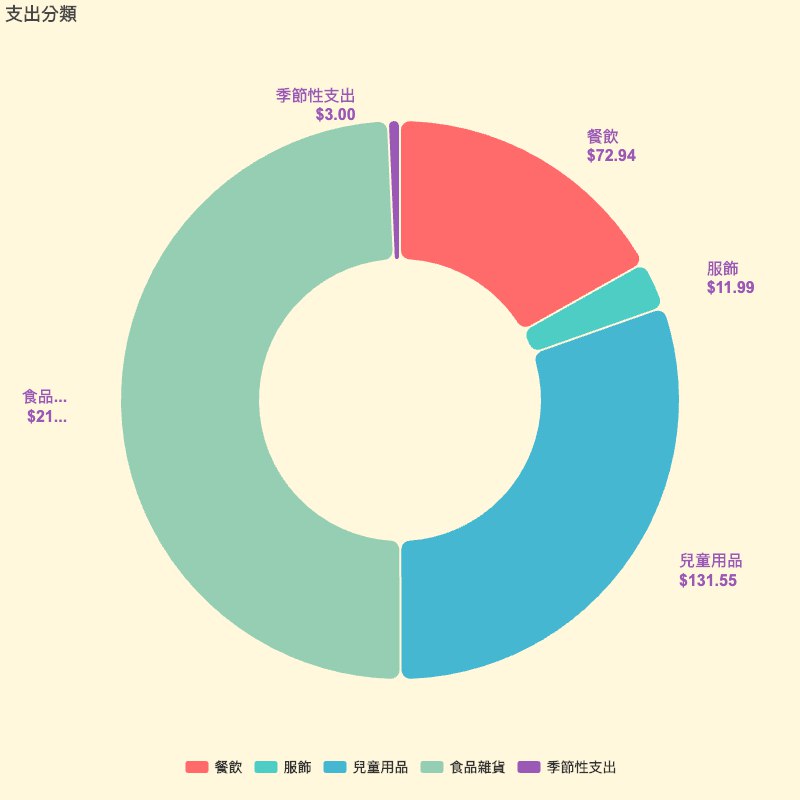 支出分類
季節性支出
$3.00
餐飲
$72.94
服飾
$11.99
食品...
$21...
兒童用品
$131.55
餐飲
服飾
兒童用品
食品雜貨
季節性支出